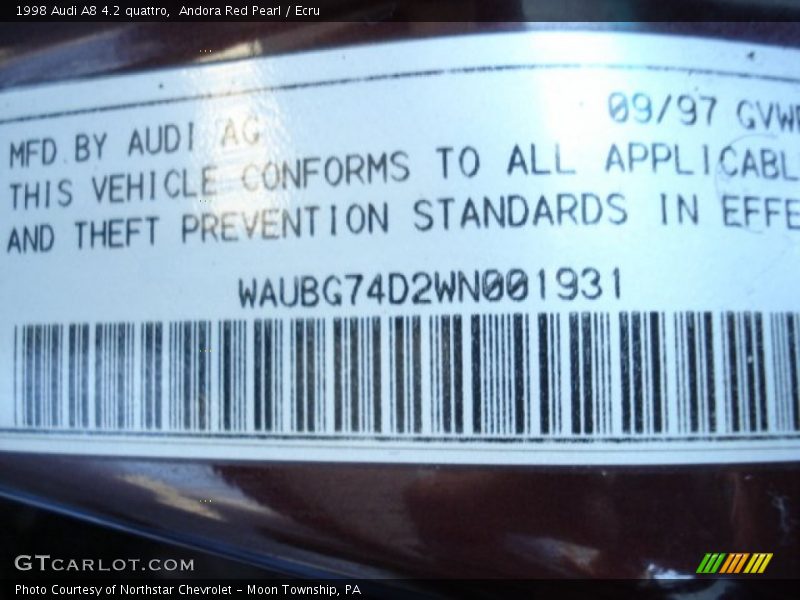 1998 Audi A8 4.2 quattro, Andora Red Pearl / Ecru
09/97 GVW
MFD BY AUDI AG
THIS VEHICLE CONFORMS TO ALL APPLICABL
AND THEFT PREVENTION STANDARDS IN EFFE
WAUBG74D2WN001931
GTCARLOT.COM
Photo Courtesy of Northstar Chevrolet - Moon Township, PA